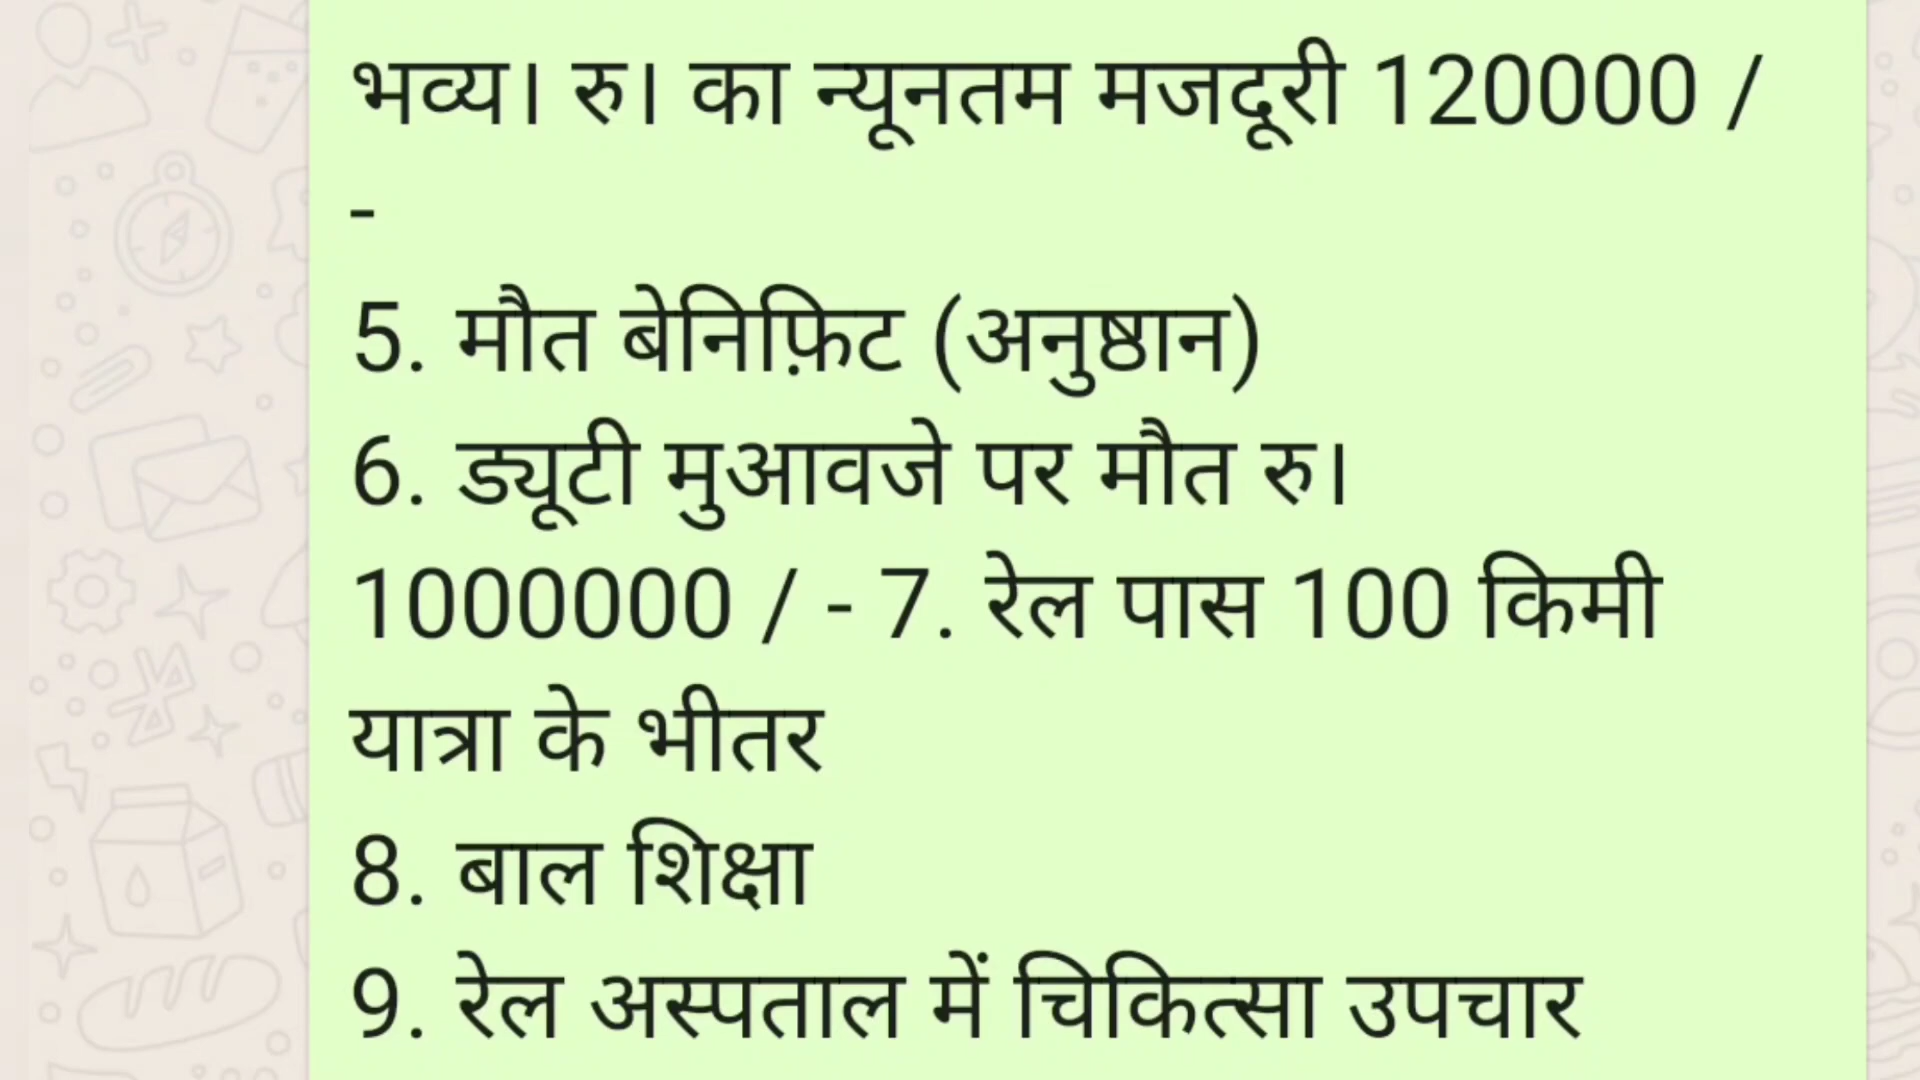 भव्य। रु। का न्यूनतम मजदूरी 120000 /
-
5. मौत बेनिफ़िट (अनुष्ठान)
6. ड्यूटी मुआवजे पर मौत रु।
1000000 / - 7. रेल पास 100 किमी
यात्रा के भीतर
8. बाल शिक्षा
9. रेल अस्पताल में चिकित्सा उपचार